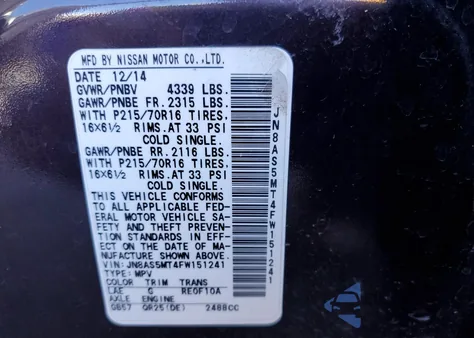 MFD BY NISSAN MOTOR CO.,LTD.
DATE 12/14
GVWR/PNBV 4339 LBS.
GAWR/PNBE FR. 2315 LBS.
WITH P215/70R16 TIRES,
16X6½ RIMS.AT 33 PSI
COLD SINGLE.
GAWR/PNBE RR. 2116 LBS.
WITH P215/70R16 TIRES,
16X6½ RIMS.AT 33 PSI
COLD SINGLE.
THIS VEHICLE CONFORMS
TO ALL APPLICABLE FED-
ERAL MOTOR VEHICLE SA-
FETY AND THEFT PREVEN-
TION STANDARDS IN EFF-
ECT ON THE DATE OF MA-
NUFACTURE SHOWN ABOVE.
VIN: JN8AS5MT4FW151241
TYPE: MPV
COLOR TRIM TRANS
LAE G RE0F10A
AXLE ENGINE
GB57 QR25(DE) 2488CC
JN8AS5MT4FW151241